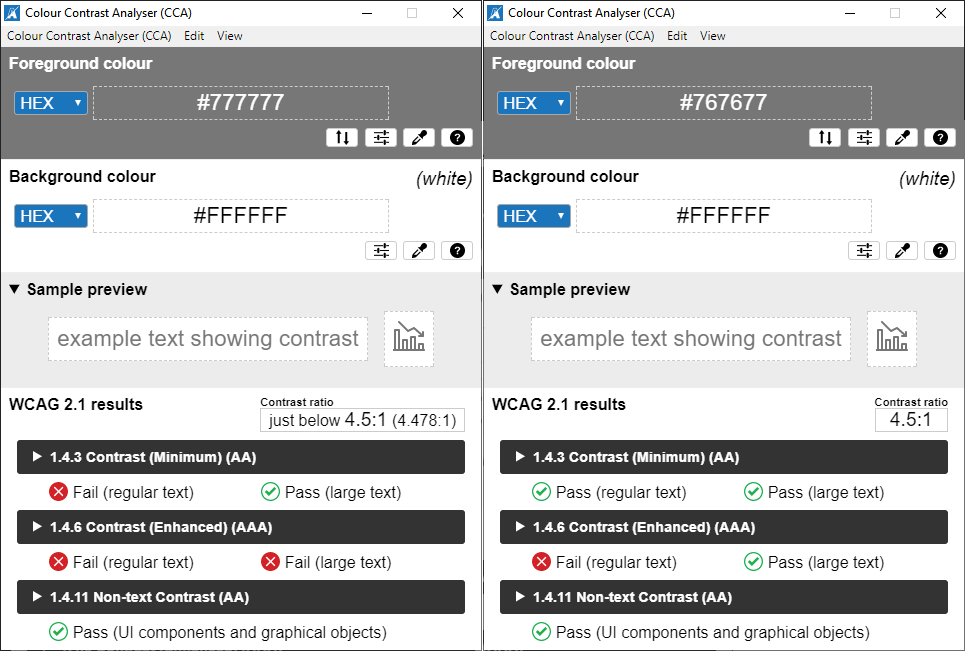 Colour Contrast Analyser (CCA)
Colour Contrast Analyser (CCA) Edit View
Foreground colour
HEX #777777
Background colour (white)
HEX #FFFFFF
Sample preview
example text showing contrast
WCAG 2.1 results
Contrast ratio
just below 4.5:1 (4.478:1)
1.4.3 Contrast (Minimum) (AA)
Fail (regular text) Pass (large text)
1.4.6 Contrast (Enhanced) (AAA)
Fail (regular text) Fail (large text)
1.4.11 Non-text Contrast (AA)
Pass (UI components and graphical objects)
Colour Contrast Analyser (CCA)
Colour Contrast Analyser (CCA) Edit View
Foreground colour
HEX #767677
Background colour (white)
HEX #FFFFFF
Sample preview
example text showing contrast
WCAG 2.1 results
Contrast ratio
4.5:1
1.4.3 Contrast (Minimum) (AA)
Pass (regular text) Pass (large text)
1.4.6 Contrast (Enhanced) (AAA)
Fail (regular text) Pass (large text)
1.4.11 Non-text Contrast (AA)
Pass (UI components and graphical objects)